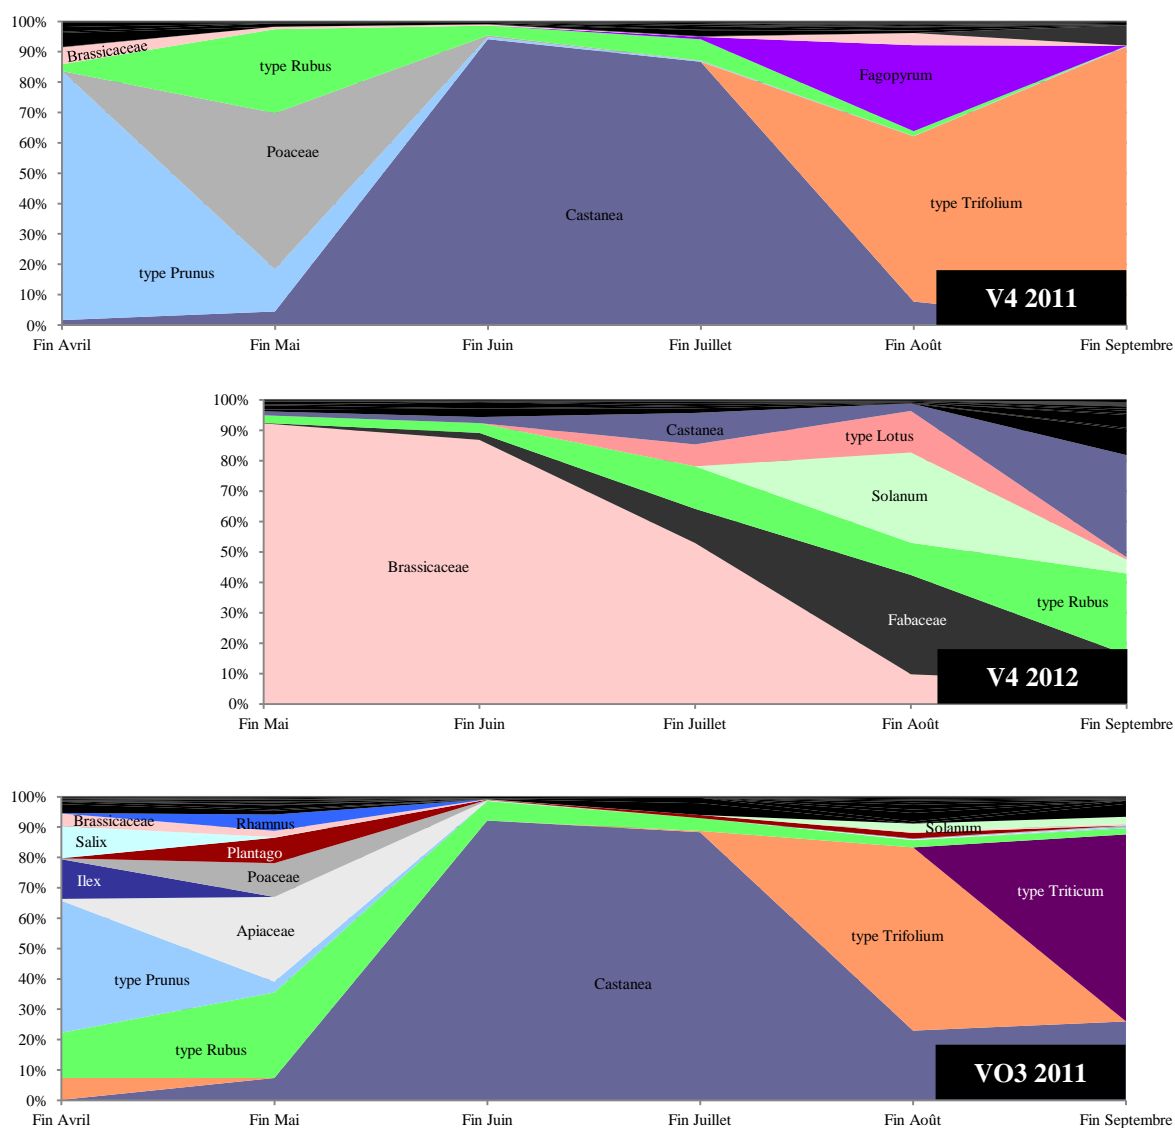 100%
90%
80%
70%
60%
50%
40%
30%
20%
10%
0%
Brassicaceae
type Rubus
Fagopyrum
Poaceae
type Trifolium
Castanea
type Prunus
V4 2011
Fin Avril
Fin Mai
Fin Juin
Fin Juillet
Fin Août
Fin Septembre
100%
90%
80%
70%
60%
50%
40%
30%
20%
10%
0%
Castanea
type Lotus
Solanum
Brassicaceae
type Rubus
Fabaceae
V4 2012
Fin Mai
Fin Juin
Fin Juillet
Fin Août
Fin Septembre
100%
90%
80%
70%
60%
50%
40%
30%
20%
10%
0%
Brassicaceae
Rhamnus
Solanum
Salix
Plantago
Poaceae
Ilex
type Triticum
Apiaceae
type Trifolium
type Prunus
Castanea
type Rubus
VO3 2011
Fin Avril
Fin Mai
Fin Juin
Fin Juillet
Fin Août
Fin Septembre